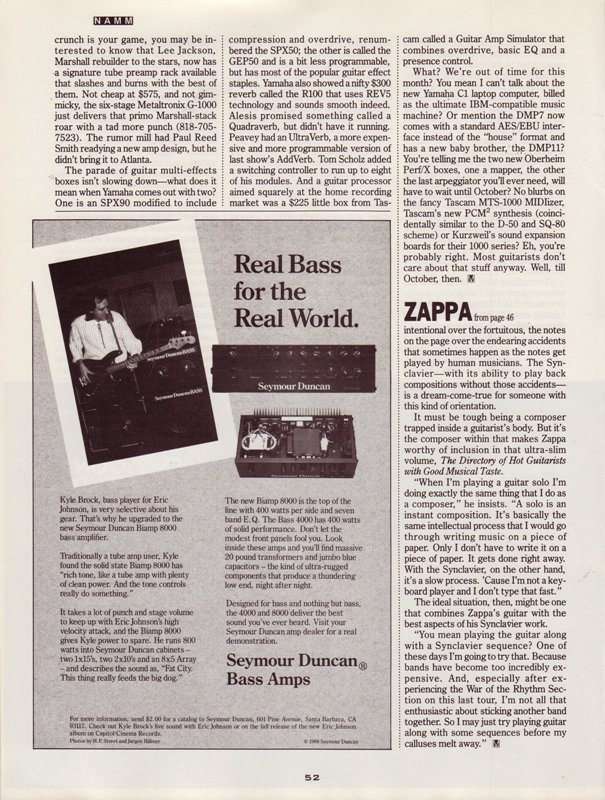 NAMM
crunch is your game, you may be in-
terested to know that Lee Jackson,
Marshall rebuilder to the stars, now has
a signature tube preamp rack available
that slashes and burns with the best of
them. Not cheap at $575, and not gim-
micky, the six-stage Metaltronix G-1000
just delivers that primo Marshall-stack
roar with a tad more punch (818-705-
7523). The rumor mill had Paul Reed
Smith readying a new amp design, but he
didn't bring it to Atlanta.
The parade of guitar multi-effects
boxes isn't slowing down—what does it
mean when Yamaha comes out with two?
One is an SPX90 modified to include
compression and overdrive, renum-
bered the SPX50; the other is called the
GEP50 and is a bit less programmable,
but has most of the popular guitar effect
staples. Yamaha also showed a nifty $300
reverb called the R100 that uses REV5
technology and sounds smooth indeed.
Alesis promised something called a
Quadraverb, but didn't have it running.
Peavey had an UltraVerb, a more expen-
sive and more programmable version of
last show's AddVerb. Tom Scholz added
a switching controller to run up to eight
of his modules. And a guitar processor
aimed squarely at the home recording
market was a $225 little box from Tas-
cam called a Guitar Amp Simulator that
combines overdrive, basic EQ and a
presence control.
What? We're out of time for this
month? You mean I can't talk about the
new Yamaha C1 laptop computer, billed
as the ultimate IBM-compatible music
machine? Or mention the DMP7 now
comes with a standard AES/EBU inter-
face instead of the "house" format and
has a new baby brother, the DMP11?
You're telling me the two new Oberheim
Perf/X boxes, one a mapper, the other
the last arpeggiator you'll ever need, will
have to wait until October? No blurbs on
the fancy Tascam MTS-1000 MIDIizer,
Tascam's new PCM² synthesis (coinci-
dentally similar to the D-50 and SQ-80
scheme) or Kurzweil's sound expansion
boards for their 1000 series? Eh, you're
probably right. Most guitarists don't
care about that stuff anyway. Well, till
October, then. M
Real Bass
for the
Real World.
Seymour Duncan BASS
Seymour Duncan BASS
Seymour Duncan
Seymour Duncan
Kyle Brock, bass player for Eric
Johnson, is very selective about his
gear. That's why he upgraded to the
new Seymour Duncan Biamp 8000
bass amplifier.
Traditionally a tube amp user, Kyle
found the solid state Biamp 8000 has
"rich tone, like a tube amp with plenty
of clean power. And the tone controls
really do something."
It takes a lot of punch and stage volume
to keep up with Eric Johnson's high
velocity attack, and the Biamp 8000
gives Kyle power to spare. He runs 800
watts into Seymour Duncan cabinets –
two 1x15's, two 2x10's and an 8x5 Array
– and describes the sound as, "Fat City.
This thing really feeds the big dog."
The new Biamp 8000 is the top of the
line with 400 watts per side and seven
band E.Q. The Bass 4000 has 400 watts
of solid performance. Don't let the
modest front panels fool you. Look
inside these amps and you'll find massive
20 pound transformers and jumbo blue
capacitors – the kind of ultra-rugged
components that produce a thundering
low end, night after night.
Designed for bass and nothing but bass,
the 4000 and 8000 deliver the best
sound you've ever heard. Visit your
Seymour Duncan amp dealer for a real
demonstration.
Seymour Duncan®
Bass Amps
For more information, send $2.00 for a catalog to Seymour Duncan, 601 Pine Avenue, Santa Barbara, CA
93117. Check out Kyle Brock's live sound with Eric Johnson or on the fall release of the new Eric Johnson
album on Capitol/Cinema Records.
Photos by H.P. Street and Jurgen Hillmer
© 1988 Seymour Duncan
ZAPPA from page 46
intentional over the fortuitous, the notes
on the page over the endearing accidents
that sometimes happen as the notes get
played by human musicians. The Syn-
clavier—with its ability to play back
compositions without those accidents—
is a dream-come-true for someone with
this kind of orientation.
It must be tough being a composer
trapped inside a guitarist's body. But it's
the composer within that makes Zappa
worthy of inclusion in that ultra-slim
volume, The Directory of Hot Guitarists
with Good Musical Taste.
"When I'm playing a guitar solo I'm
doing exactly the same thing that I do as
a composer," he insists. "A solo is an
instant composition. It's basically the
same intellectual process that I would go
through writing music on a piece of
paper. Only I don't have to write it on a
piece of paper. It gets done right away.
With the Synclavier, on the other hand,
it's a slow process. 'Cause I'm not a key-
board player and I don't type that fast."
The ideal situation, then, might be one
that combines Zappa's guitar with the
best aspects of his Synclavier work.
"You mean playing the guitar along
with a Synclavier sequence? One of
these days I'm going to try that. Because
bands have become too incredibly ex-
pensive. And, especially after ex-
periencing the War of the Rhythm Sec-
tion on this last tour, I'm not all that
enthusiastic about sticking another band
together. So I may just try playing guitar
along with some sequences before my
calluses melt away." M
52